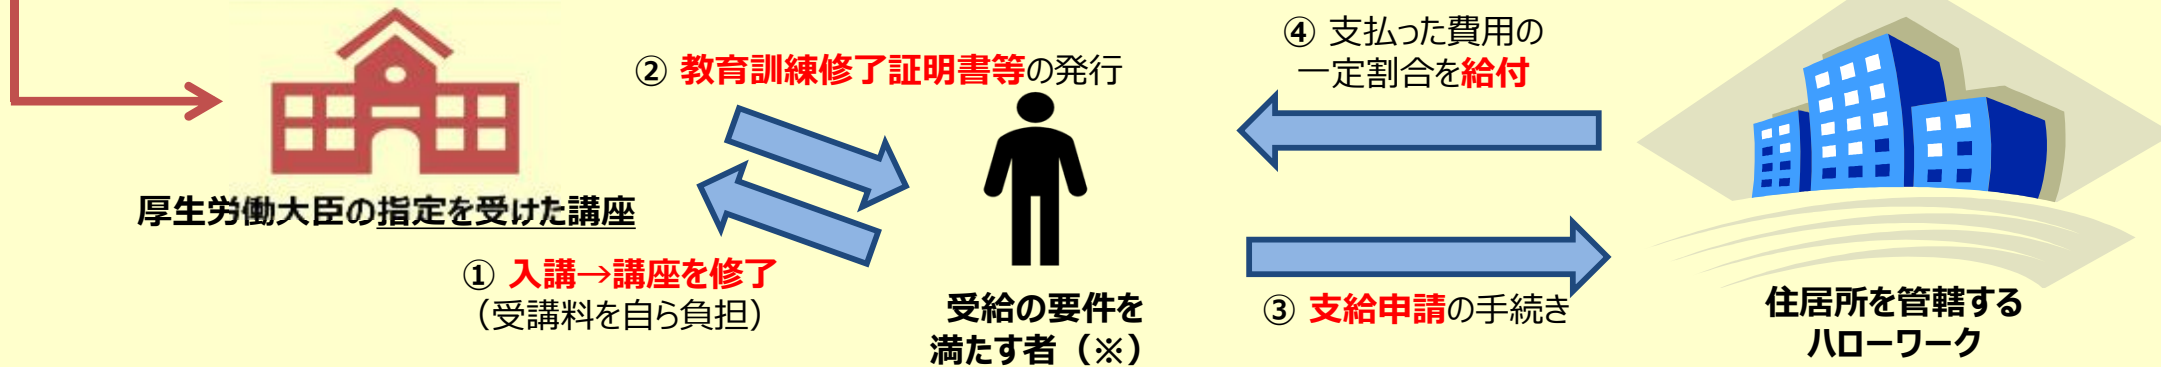 厚生労働大臣の指定を受けた講座
① 入講→講座を修了
（受講料を自ら負担）
② 教育訓練修了証明書等の発行
受給の要件を
満たす者（※）
③ 支給申請の手続き
④ 支払った費用の
一定割合を給付
住居所を管轄する
ハローワーク